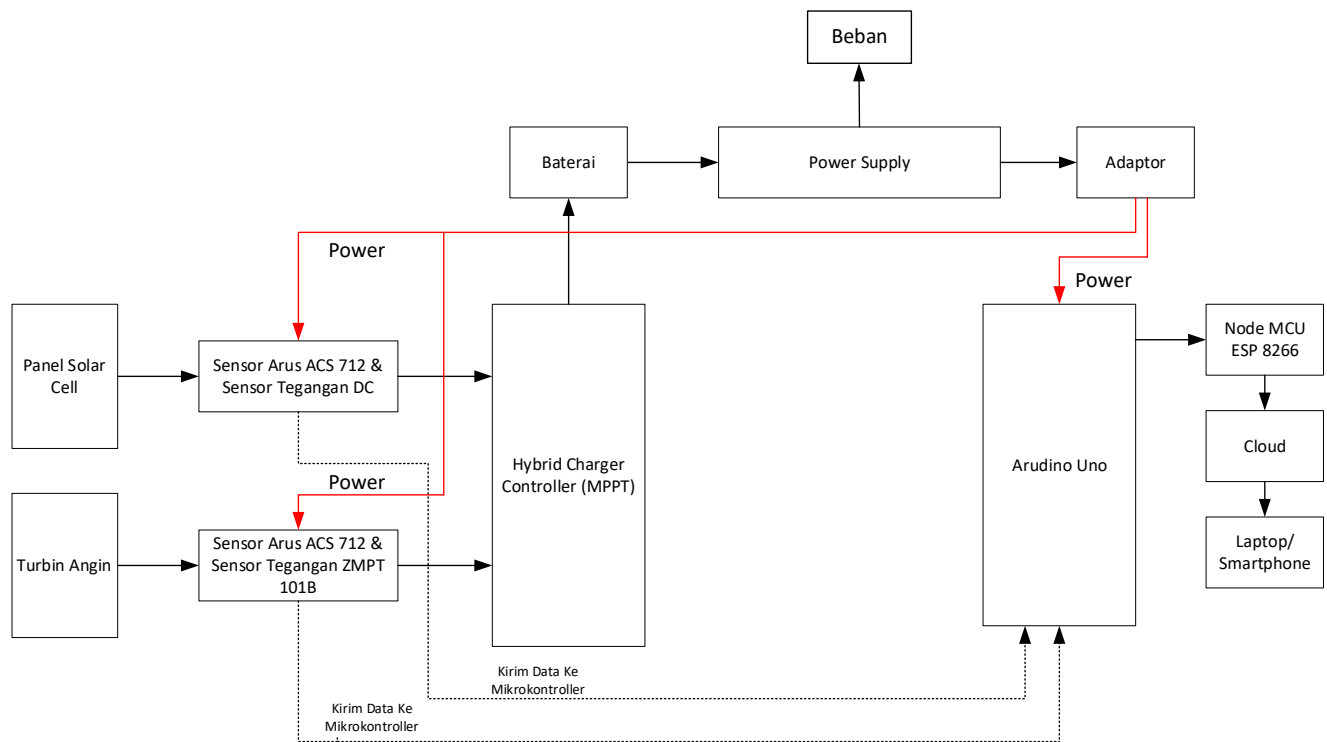 Beban
Baterai
Power Supply
Adaptor
Power
Power
Panel Solar
Cell
Sensor Arus ACS 712 &
Sensor Tegangan DC
Node MCU
ESP 8266
Cloud
Hybrid Charger
Controller (MPPT)
Arudino Uno
Power
Turbin Angin
Sensor Arus ACS 712 &
Sensor Tegangan ZMPT
101B
Laptop/
Smartphone
Kirim Data Ke
Mikrokontroller
Kirim Data Ke
Mikrokontroller